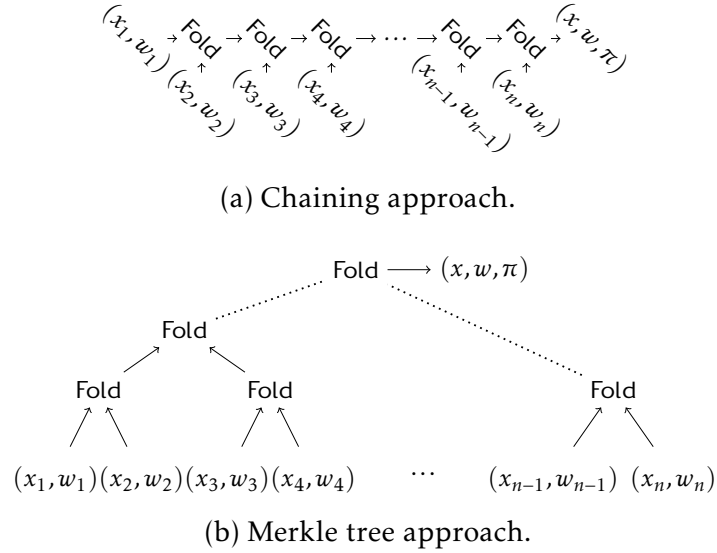 (x₁, w₁) → Fold → Fold → Fold → ⋯ → Fold → Fold → (x, w, π)
(x₂, w₂) (x₃, w₃) (x₄, w₄) (xₙ₋₁, wₙ₋₁) (xₙ, wₙ)
(a) Chaining approach.
Fold → (x, w, π)
Fold
Fold Fold Fold
(x₁, w₁)(x₂, w₂)(x₃, w₃)(x₄, w₄) ⋯ (xₙ₋₁, wₙ₋₁) (xₙ, wₙ)
(b) Merkle tree approach.